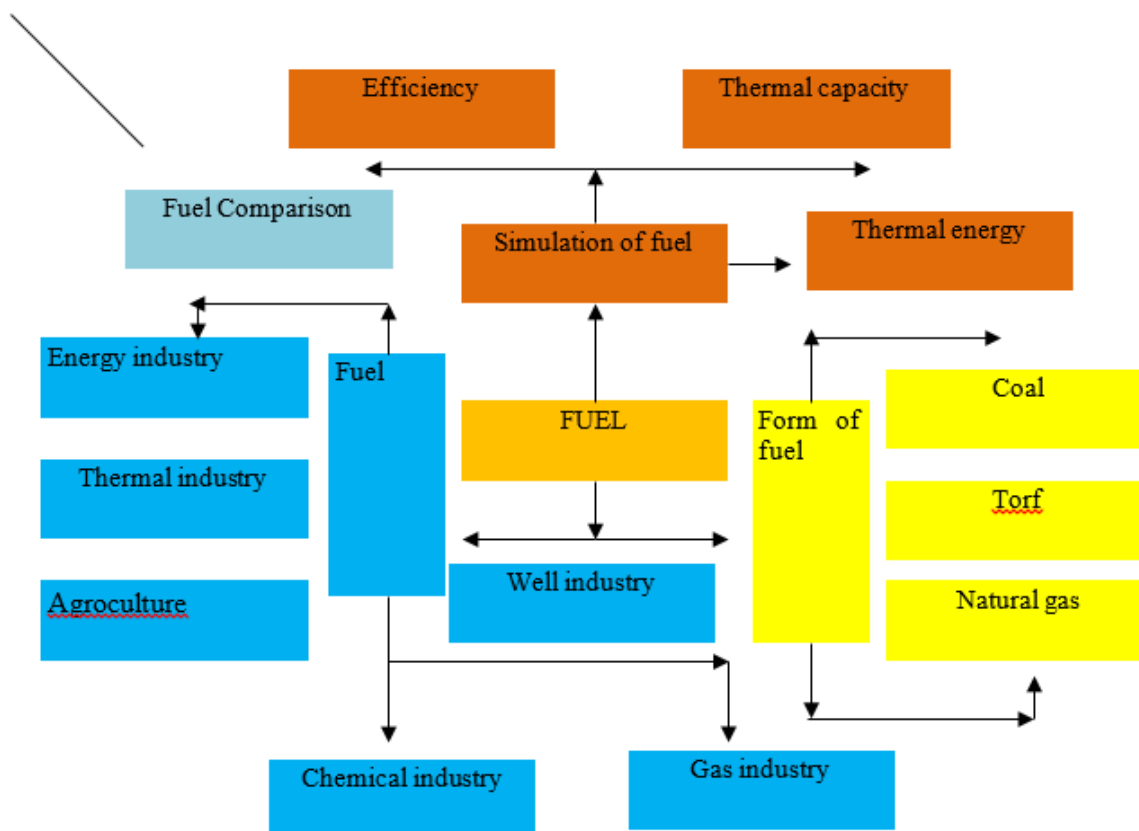 Efficiency
Thermal capacity
Fuel Comparison
Simulation of fuel
Thermal energy
Energy industry
Fuel
Coal
FUEL
Form of
fuel
Thermal industry
Torf
Well industry
Agroculture
Natural gas
Chemical industry
Gas industry